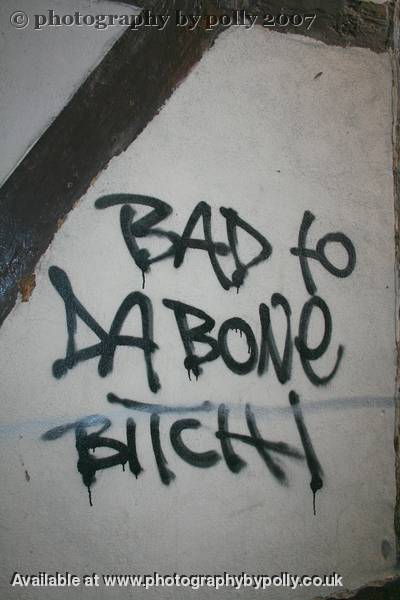 © photography by polly 2007
BAD to
DA BONe
BITCH!
Available at www.photographybypolly.co.uk